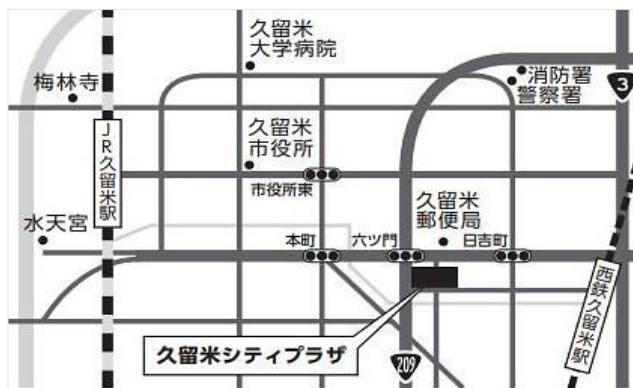 久留米
大学病院
梅林寺
消防署
警察署
3
JR久留米駅
久留米
市役所
市役所東
水天宮
久留米
郵便局
本町
六ツ門
日吉町
西鉄久留米駅
久留米シティプラザ
209